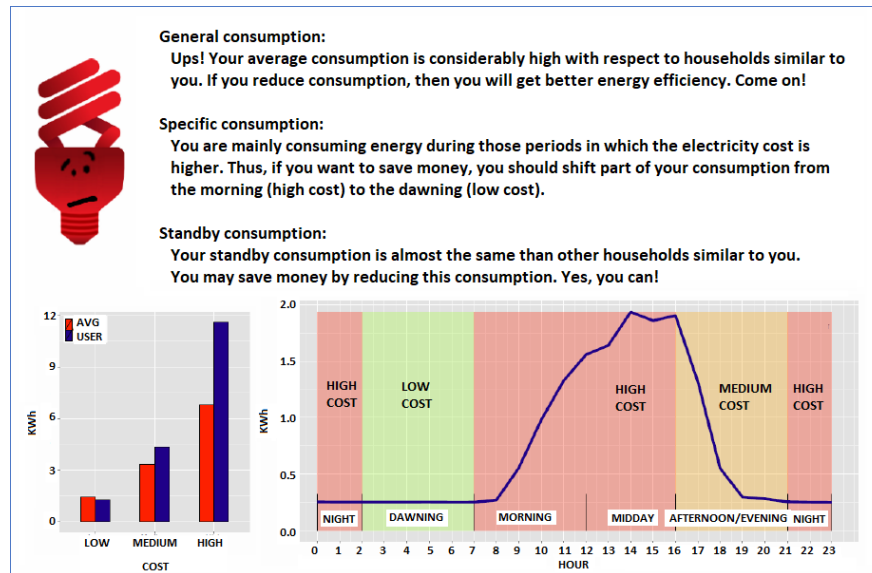 General consumption:
Ups! Your average consumption is considerably high with respect to households similar to
you. If you reduce consumption, then you will get better energy efficiency. Come on!
Specific consumption:
You are mainly consuming energy during those periods in which the electricity cost is
higher. Thus, if you want to save money, you should shift part of your consumption from
the morning (high cost) to the dawning (low cost).
Standby consumption:
Your standby consumption is almost the same than other households similar to you.
You may save money by reducing this consumption. Yes, you can!
12
9
6
3
0
KWh
AVG
USER
LOW MEDIUM HIGH
COST
2.0
1.5
1.0
0.5
0.0
KWh
HIGH
COST
LOW
COST
HIGH
COST
MEDIUM
COST
HIGH
COST
NIGHT DAWNING MORNING MIDDAY AFTERNOON/EVENING NIGHT
0 1 2 3 4 5 6 7 8 9 10 11 12 13 14 15 16 17 18 19 20 21 22 23
HOUR